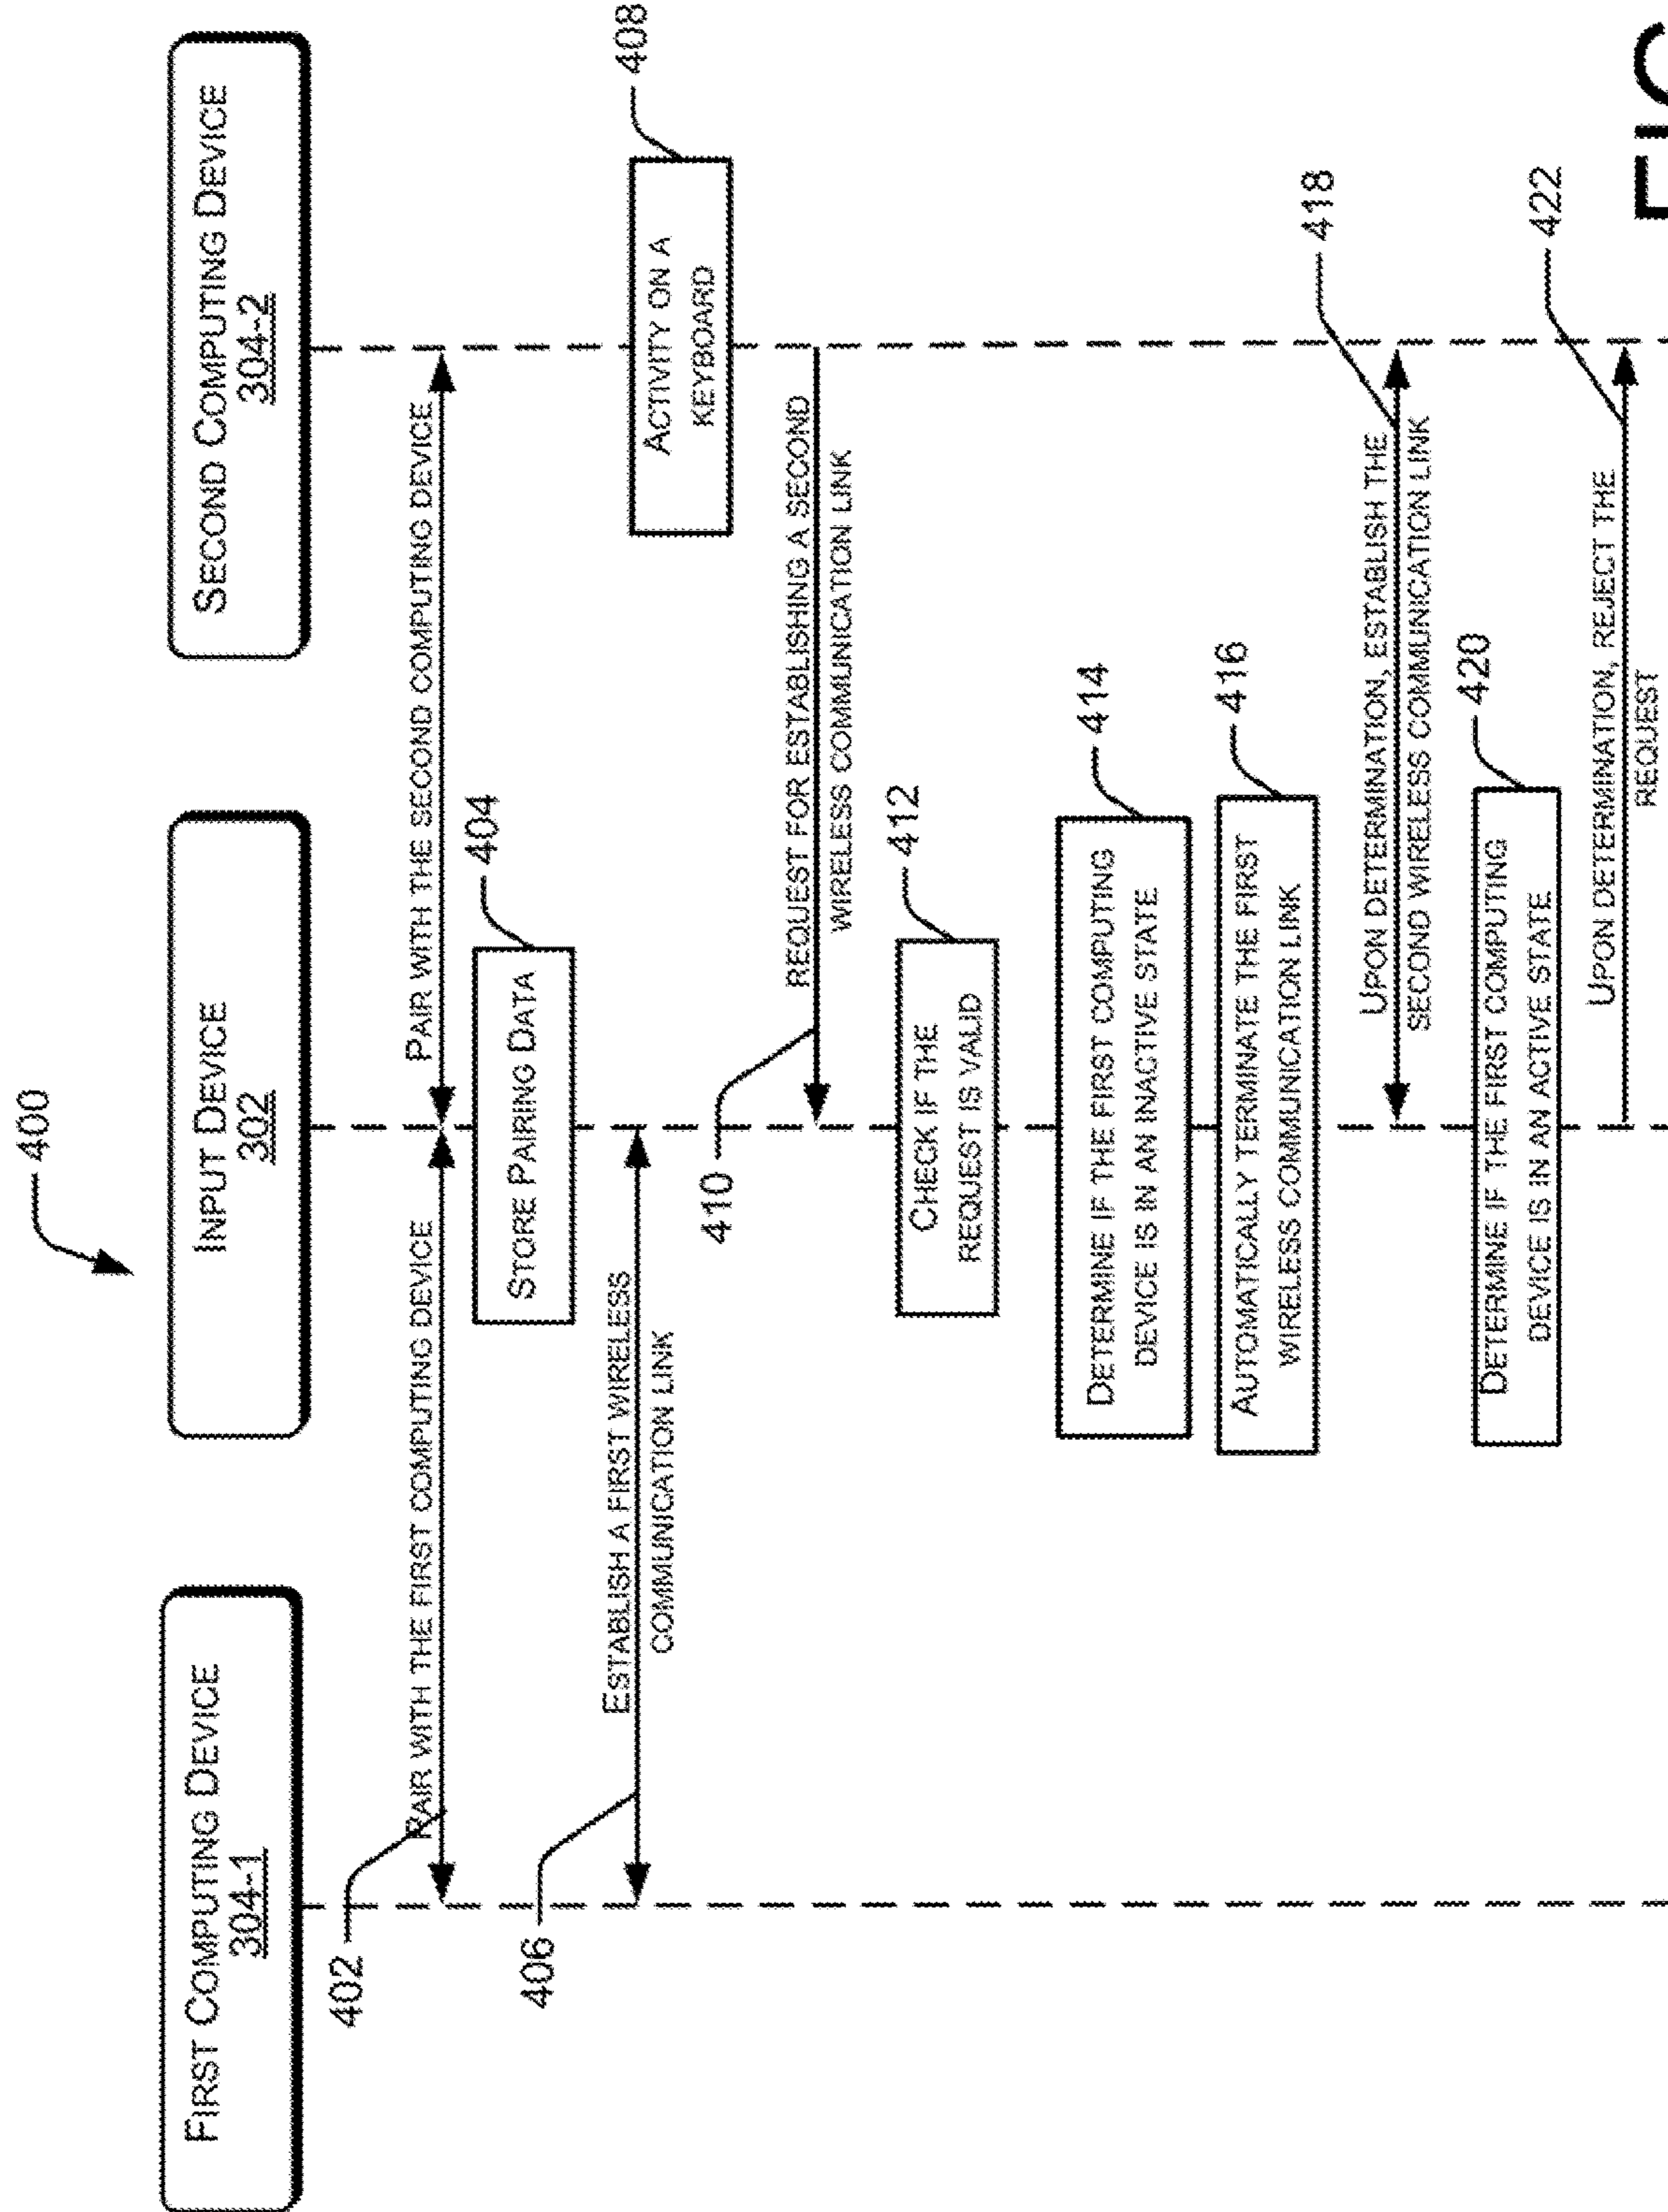 400
FIRST COMPUTING DEVICE
304-1
INPUT DEVICE
302
SECOND COMPUTING DEVICE
304-2
402
PAIR WITH THE FIRST COMPUTING DEVICE
PAIR WITH THE SECOND COMPUTING DEVICE
STORE PAIRING DATA
404
406
ESTABLISH A FIRST WIRELESS
COMMUNICATION LINK
ACTIVITY ON A
KEYBOARD
408
410
REQUEST FOR ESTABLISHING A SECOND
WIRELESS COMMUNICATION LINK
CHECK IF THE
REQUEST IS VALID
412
DETERMINE IF THE FIRST COMPUTING
DEVICE IS IN AN INACTIVE STATE
414
AUTOMATICALLY TERMINATE THE FIRST
WIRELESS COMMUNICATION LINK
416
UPON DETERMINATION, ESTABLISH THE
SECOND WIRELESS COMMUNICATION LINK
418
DETERMINE IF THE FIRST COMPUTING
DEVICE IS IN AN ACTIVE STATE
420
UPON DETERMINATION, REJECT THE
REQUEST
422